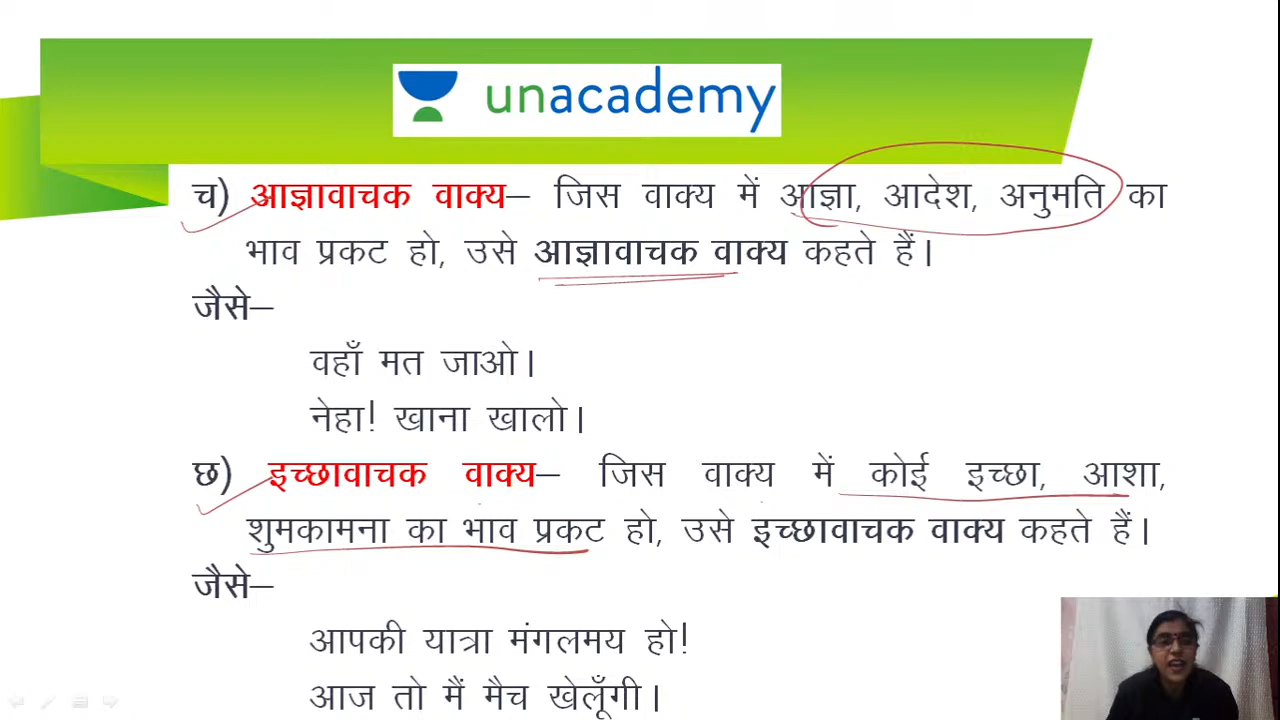 unacademy
च) आज्ञावाचक वाक्य– जिस वाक्य में आज्ञा, आदेश, अनुमति का
भाव प्रकट हो, उसे आज्ञावाचक वाक्य कहते हैं।
जैसे–
वहाँ मत जाओ।
नेहा! खाना खालो।
छ) इच्छावाचक वाक्य– जिस वाक्य में कोई इच्छा, आशा,
शुमकामना का भाव प्रकट हो, उसे इच्छावाचक वाक्य कहते हैं।
जैसे–
आपकी यात्रा मंगलमय हो!
आज तो मैं मैच खेलूँगी।